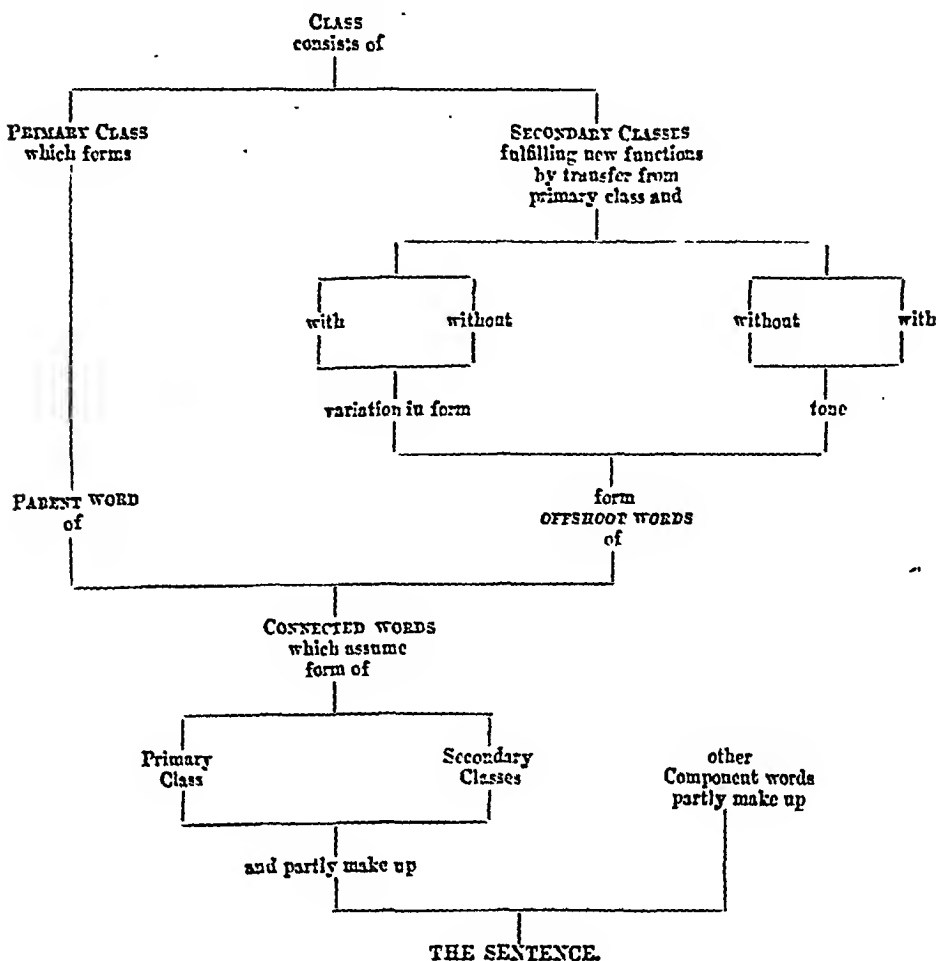 CLASS
consists of
PRIMARY CLASS
which forms
SECONDARY CLASSES
fulfilling new functions
by transfer from
primary class and
with
without
without
with
variation in form
tone
PARENT WORD
of
form
OFFSHOOT WORDS
of
CONNECTED WORDS
which assume
form of
Primary
Class
Secondary
Classes
other
Component words
partly make up
and partly make up
THE SENTENCE.